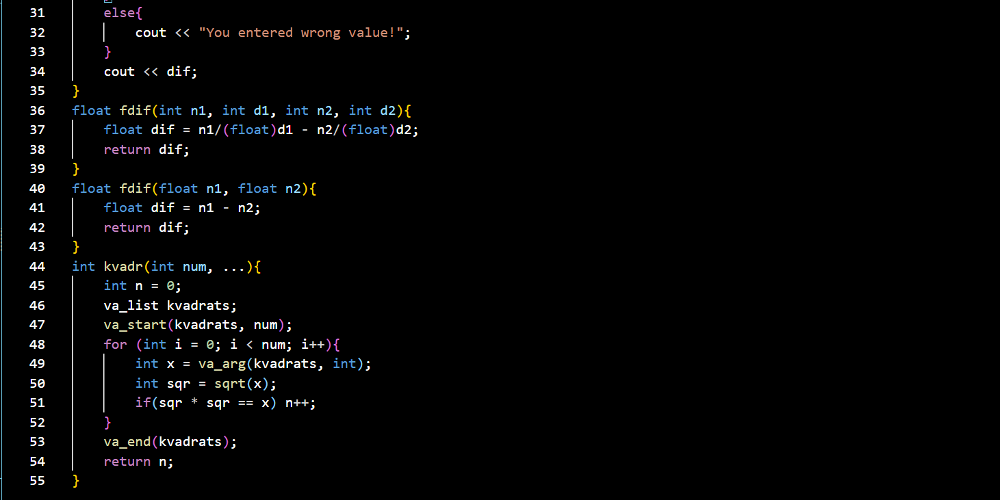 31 else{
32 cout << "You entered wrong value!";
33 }
34 cout << dif;
35 }
36 float fdif(int n1, int d1, int n2, int d2){
37 float dif = n1/(float)d1 - n2/(float)d2;
38 return dif;
39 }
40 float fdif(float n1, float n2){
41 float dif = n1 - n2;
42 return dif;
43 }
44 int kvadr(int num, ...){
45 int n = 0;
46 va_list kvadrats;
47 va_start(kvadrats, num);
48 for (int i = 0; i < num; i++){
49 int x = va_arg(kvadrats, int);
50 int sqr = sqrt(x);
51 if(sqr * sqr == x) n++;
52 }
53 va_end(kvadrats);
54 return n;
55 }